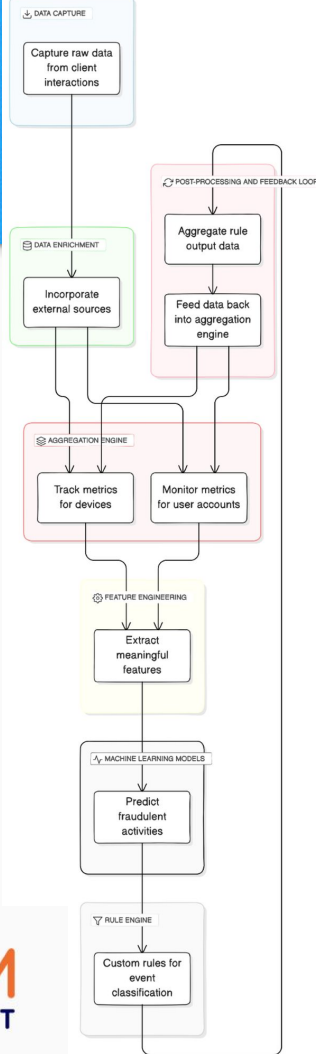 DATA CAPTURE
Capture raw data
from client
interactions
POST-PROCESSING AND FEEDBACK LOOP
Aggregate rule
output data
DATA ENRICHMENT
Incorporate
external sources
Feed data back
into aggregation
engine
AGGREGATION ENGINE
Track metrics
for devices
Monitor metrics
for user accounts
FEATURE ENGINEERING
Extract
meaningful
features
MACHINE LEARNING MODELS
Predict
fraudulent
activities
RULE ENGINE
Custom rules for
event
classification
M
T